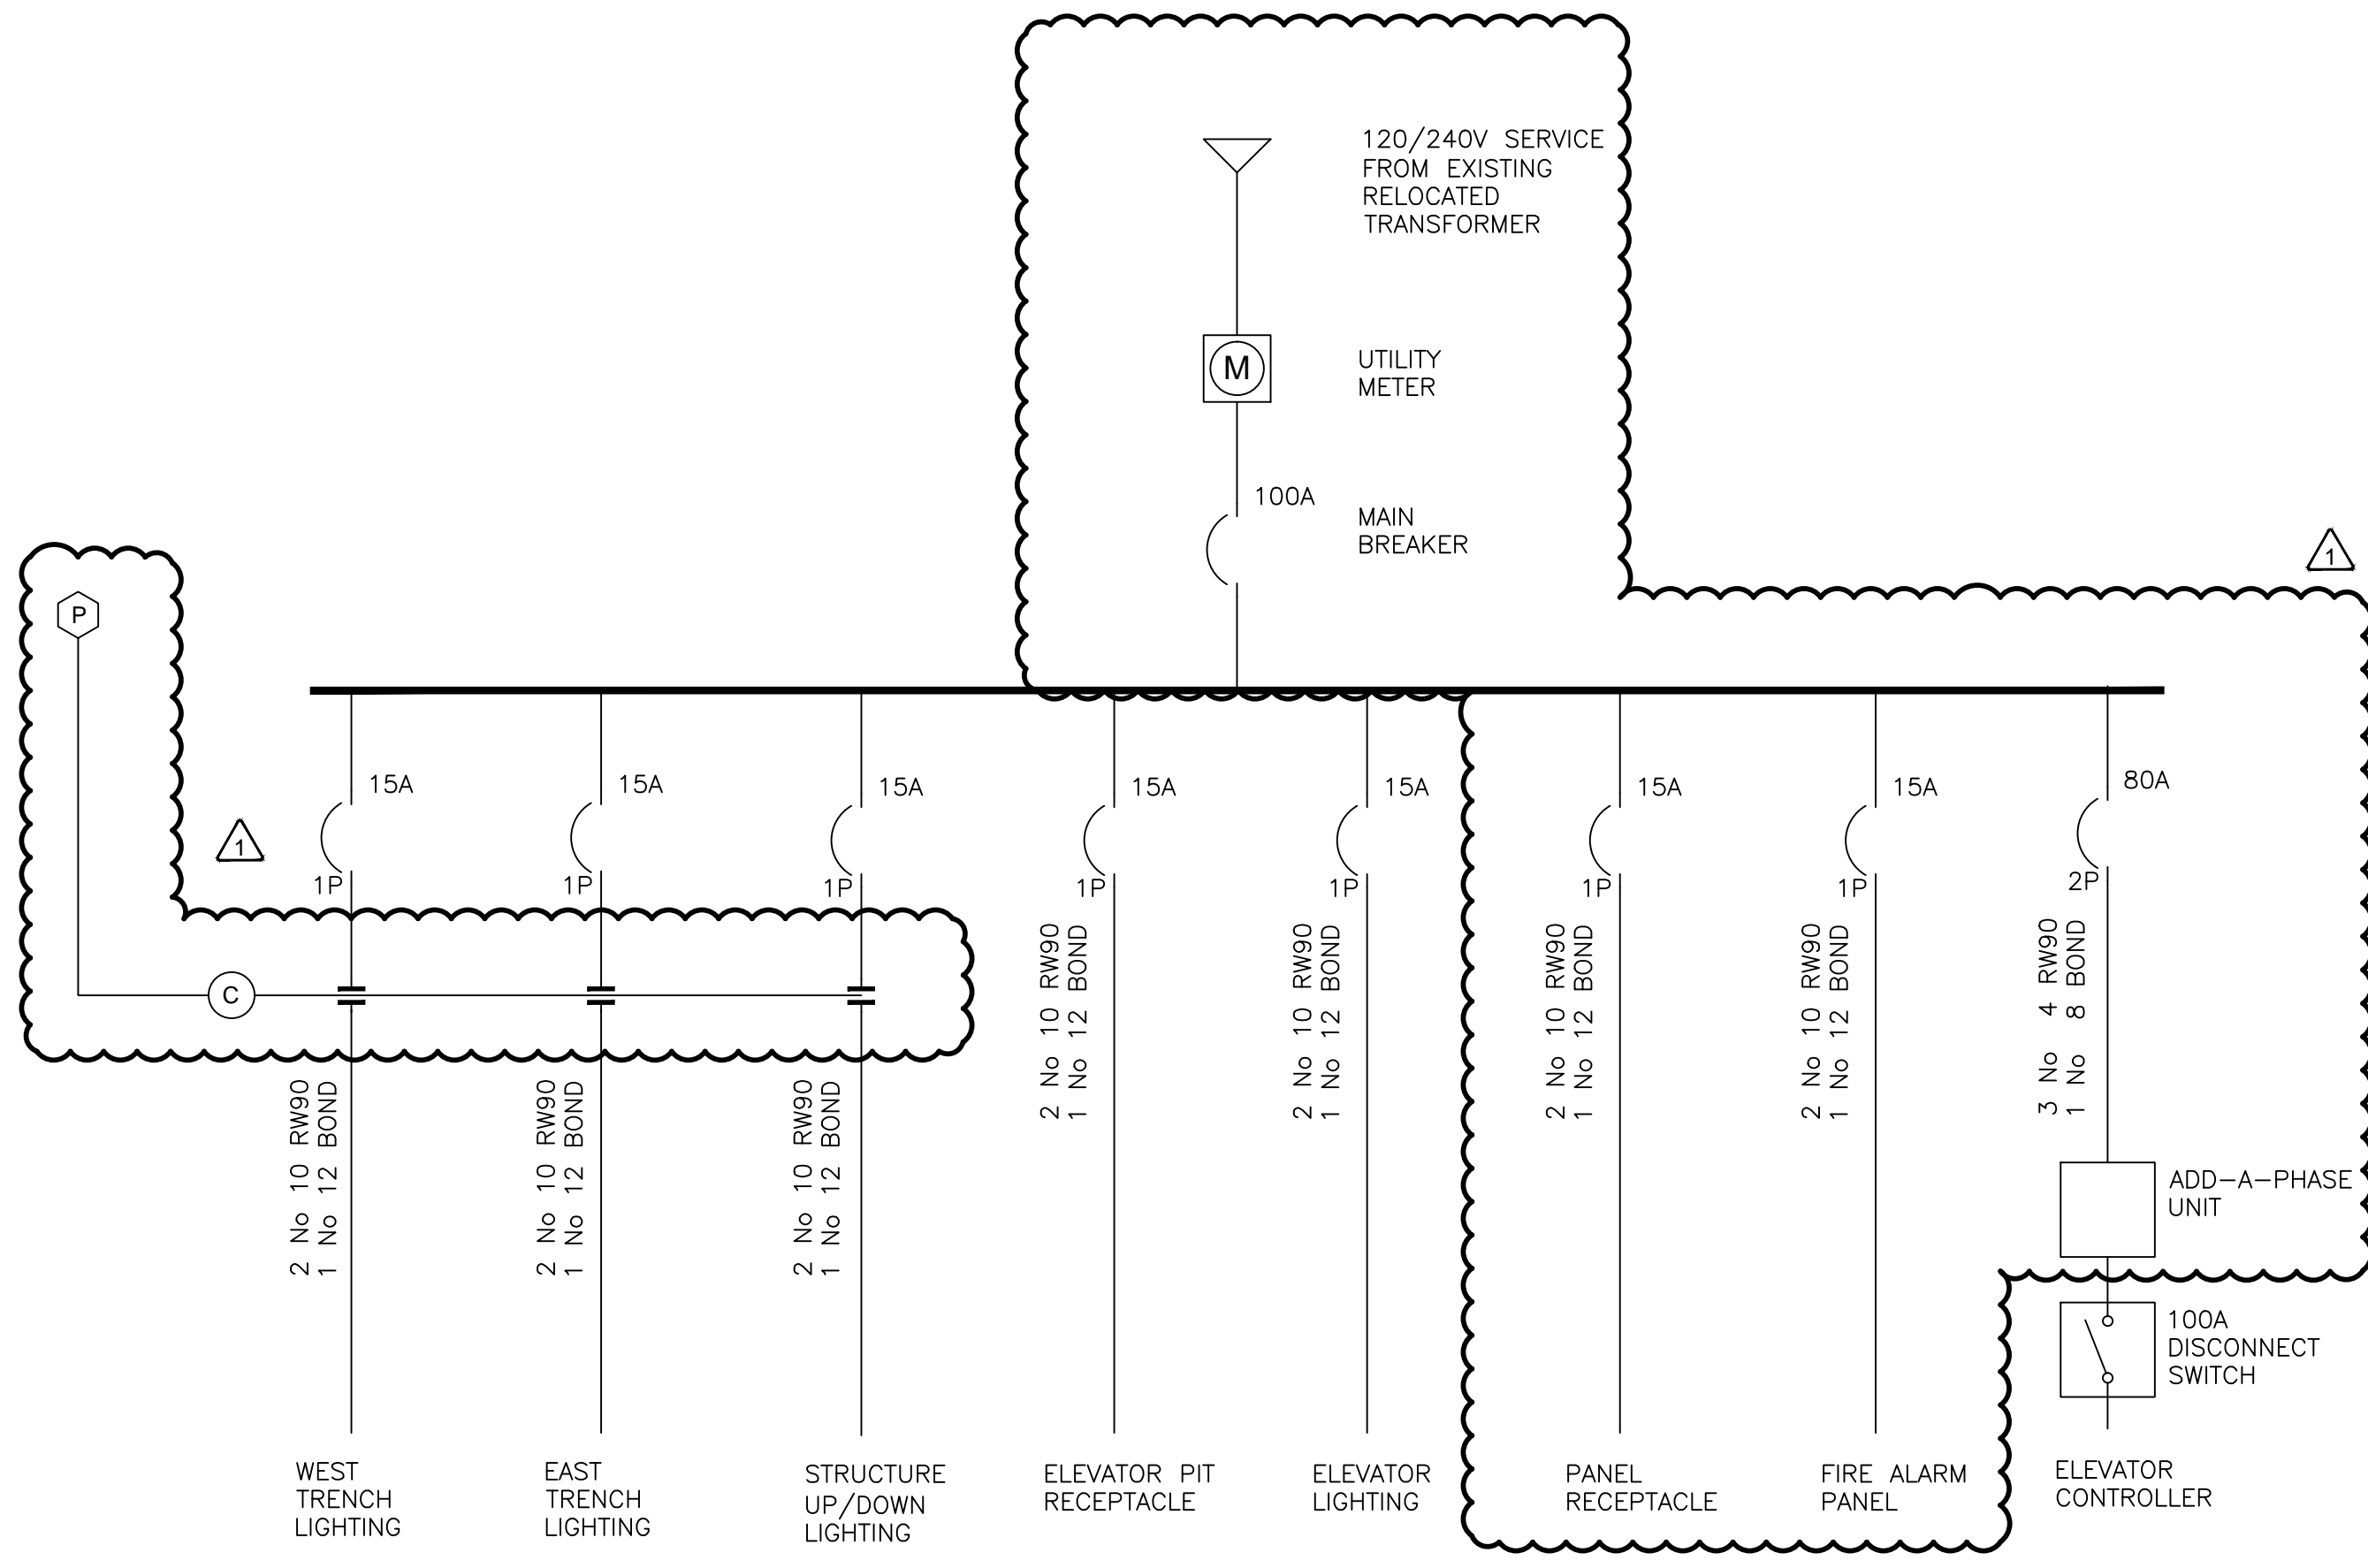 120/240V SERVICE
FROM EXISTING
RELOCATED
TRANSFORMER
M
UTILITY
METER
100A
MAIN
BREAKER
1
P
15A
15A
15A
15A
15A
15A
15A
80A
1
1P
1P
1P
1P
1P
1P
1P
2P
C
2 No 10 RW90
1 No 12 BOND
2 No 10 RW90
1 No 12 BOND
2 No 10 RW90
1 No 12 BOND
2 No 10 RW90
1 No 12 BOND
2 No 10 RW90
1 No 12 BOND
2 No 10 RW90
1 No 12 BOND
2 No 10 RW90
1 No 12 BOND
3 No 4 RW90
1 No 8 BOND
ADD-A-PHASE
UNIT
100A
DISCONNECT
SWITCH
WEST
TRENCH
LIGHTING
EAST
TRENCH
LIGHTING
STRUCTURE
UP/DOWN
LIGHTING
ELEVATOR PIT
RECEPTACLE
ELEVATOR
LIGHTING
PANEL
RECEPTACLE
FIRE ALARM
PANEL
ELEVATOR
CONTROLLER